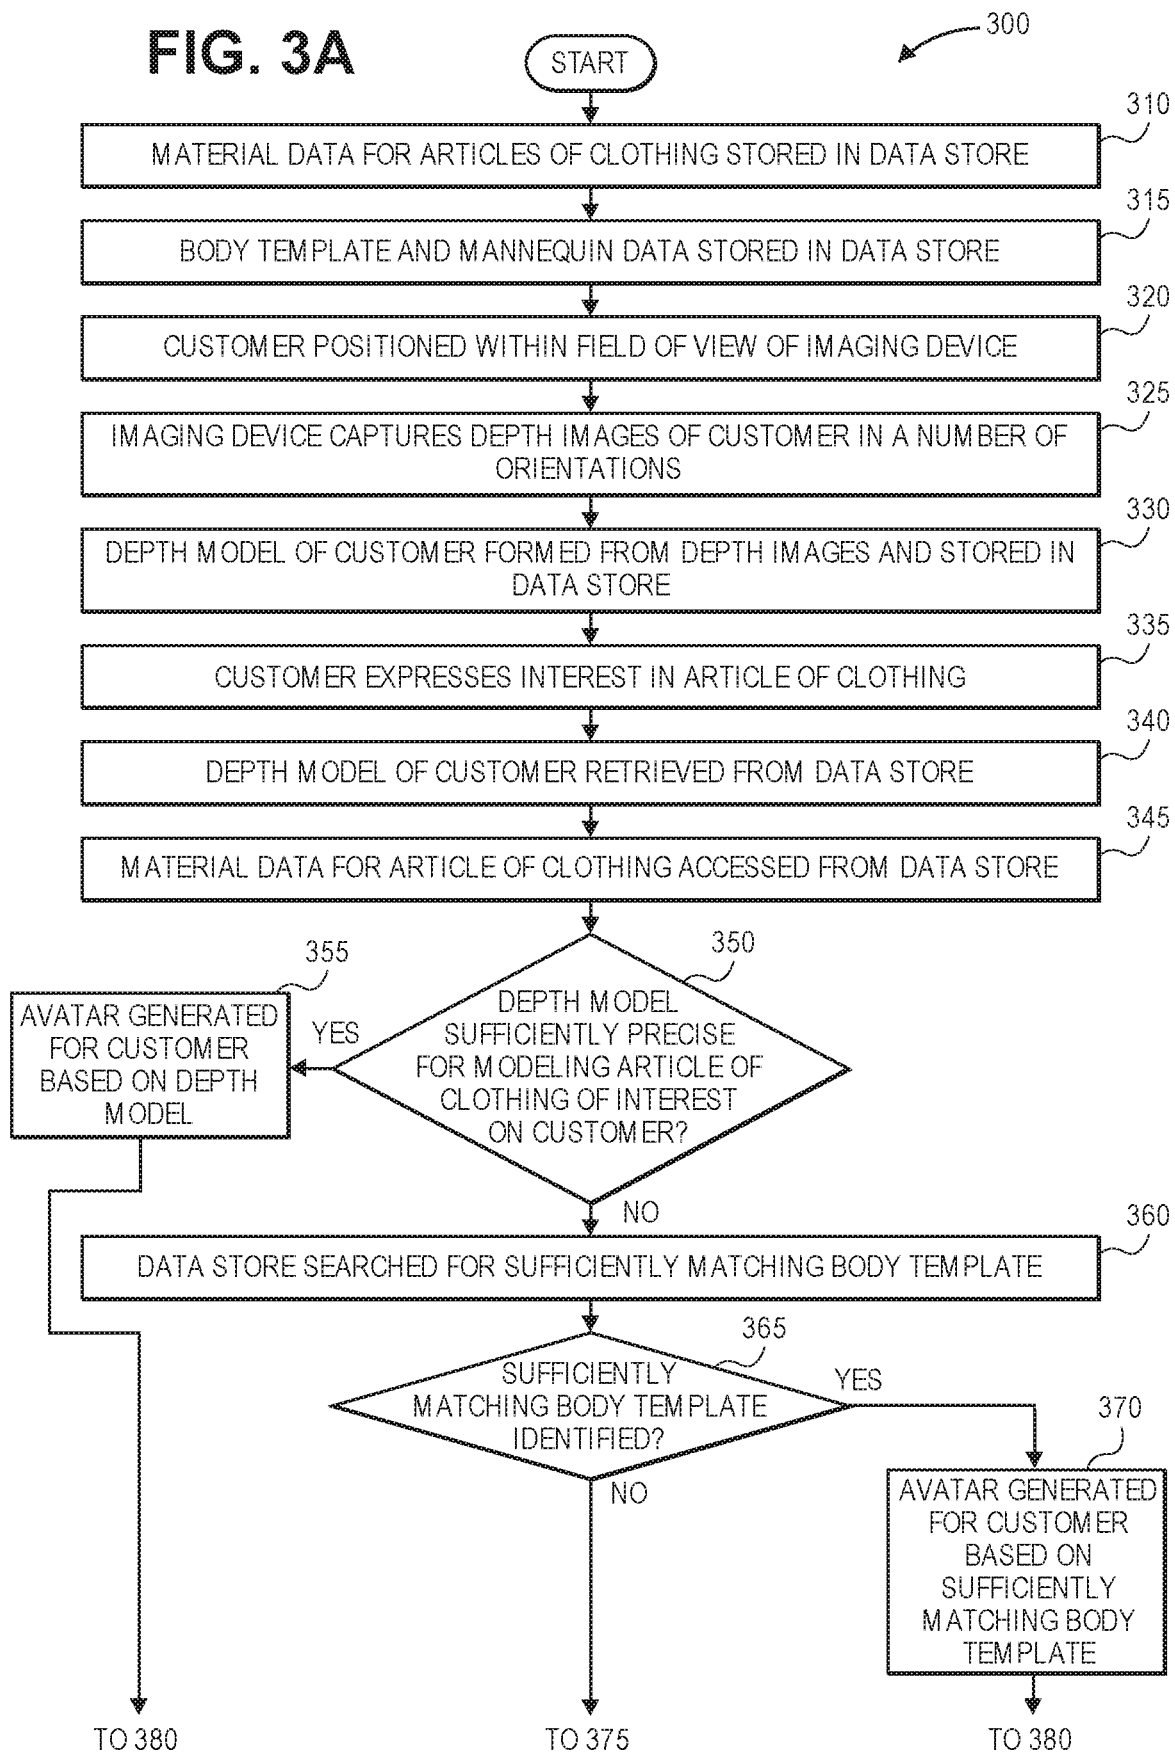 FIG. 3A
300
START
310
MATERIAL DATA FOR ARTICLES OF CLOTHING STORED IN DATA STORE
315
BODY TEMPLATE AND MANNEQUIN DATA STORED IN DATA STORE
320
CUSTOMER POSITIONED WITHIN FIELD OF VIEW OF IMAGING DEVICE
325
IMAGING DEVICE CAPTURES DEPTH IMAGES OF CUSTOMER IN A NUMBER OF
ORIENTATIONS
330
DEPTH MODEL OF CUSTOMER FORMED FROM DEPTH IMAGES AND STORED IN
DATA STORE
335
CUSTOMER EXPRESSES INTEREST IN ARTICLE OF CLOTHING
340
DEPTH MODEL OF CUSTOMER RETRIEVED FROM DATA STORE
345
MATERIAL DATA FOR ARTICLE OF CLOTHING ACCESSED FROM DATA STORE
350
DEPTH MODEL
SUFFICIENTLY PRECISE
FOR MODELING ARTICLE OF
CLOTHING OF INTEREST
ON CUSTOMER?
YES
355
AVATAR GENERATED
FOR CUSTOMER
BASED ON DEPTH
MODEL
NO
360
DATA STORE SEARCHED FOR SUFFICIENTLY MATCHING BODY TEMPLATE
365
SUFFICIENTLY
MATCHING BODY TEMPLATE
IDENTIFIED?
YES
370
AVATAR GENERATED
FOR CUSTOMER
BASED ON
SUFFICIENTLY
MATCHING BODY
TEMPLATE
NO
TO 380
TO 375
TO 380